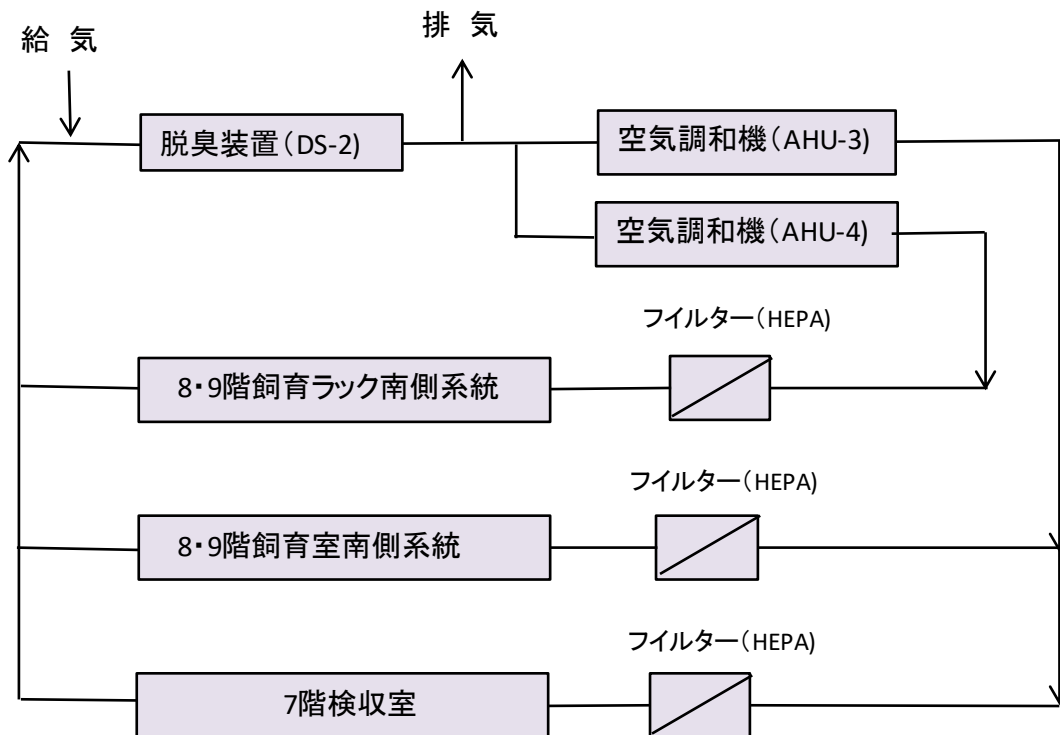 給 気
排 気
脱臭装置(DS-2)
空気調和機(AHU-3)
空気調和機(AHU-4)
フイルター(HEPA)
8・9階飼育ラック南側系統
フイルター(HEPA)
8・9階飼育室南側系統
フイルター(HEPA)
7階検収室